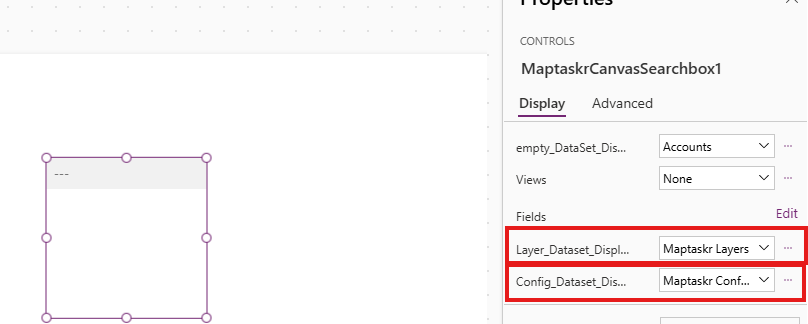 Properties
CONTROLS
MaptaskrCanvasSearchbox1
Display Advanced
empty_DataSet_Dis... Accounts ...
---
Views None ...
Fields Edit
Layer_Dataset_Displ... Maptaskr Layers ...
Config_Dataset_Dis... Maptaskr Conf... ...